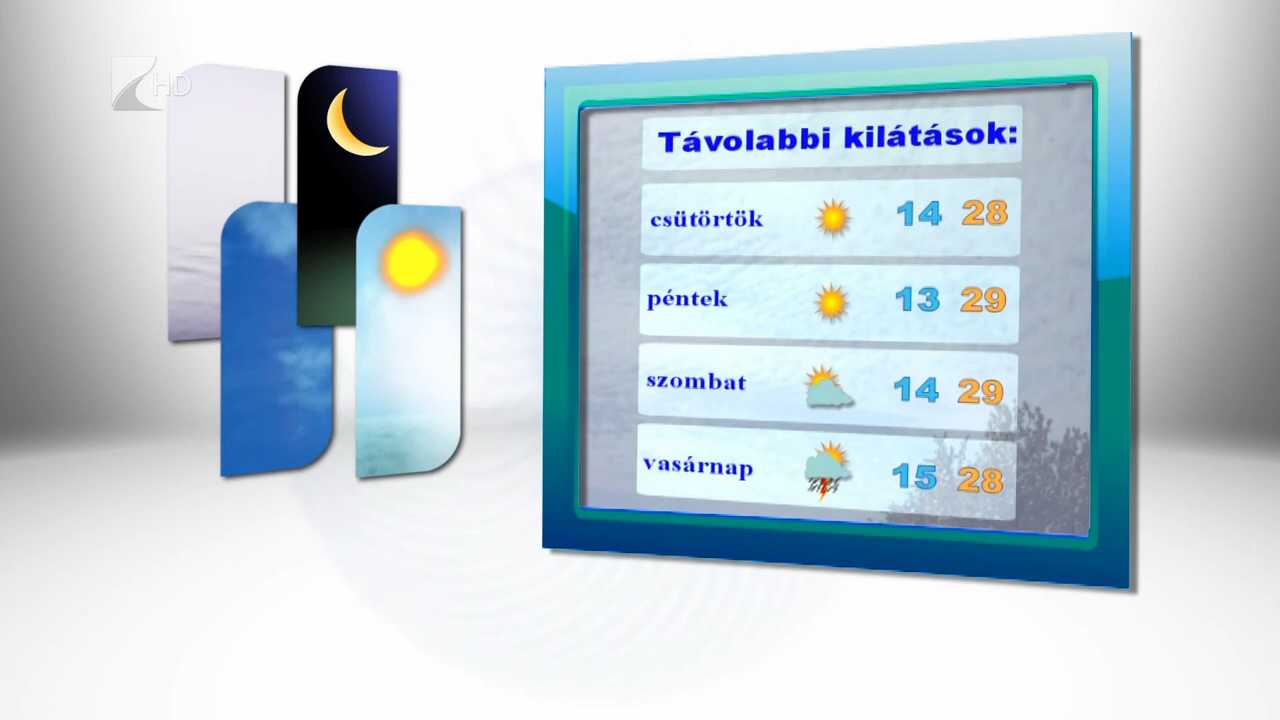 HD
Távolabbi kilátások:
csütörtök 14 28
péntek 13 29
szombat 14 29
vasárnap 15 28